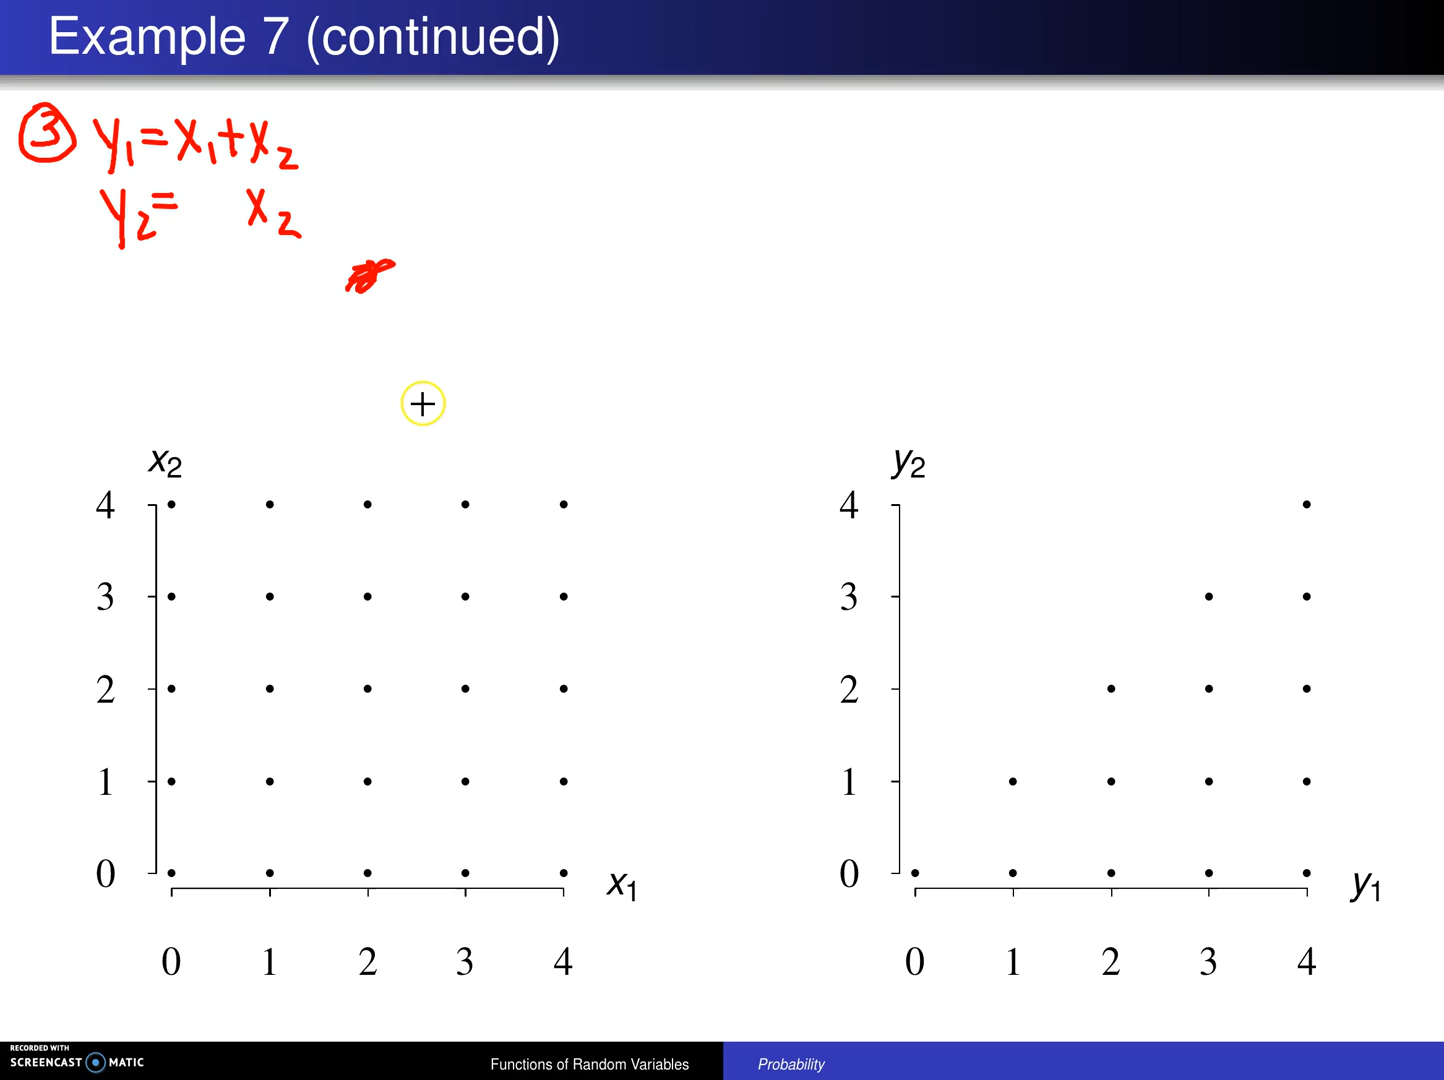 Example 7 (continued)
③ y₁=x₁+x₂
y₂= x₂
x₂
4
3
2
1
0
x₁
0 1 2 3 4
y₂
4
3
2
1
0
y₁
0 1 2 3 4
RECORDED WITH
SCREENCAST MATIC
Functions of Random Variables
Probability